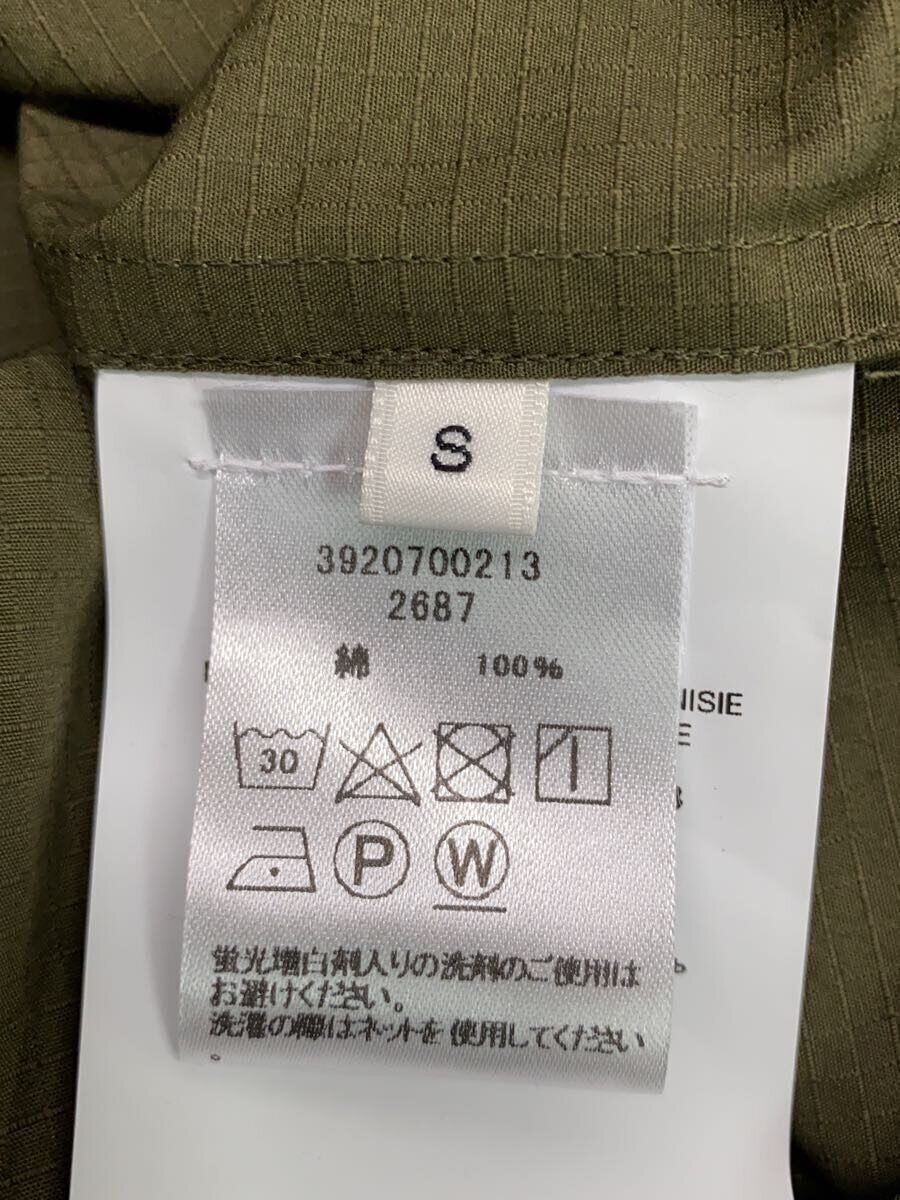 S
3920700213
2687
綿 100%
NISIE
E
30
P
W
蛍光増白剤入りの洗剤のご使用は
お避けください。
洗濯の際はネットを使用してください
。